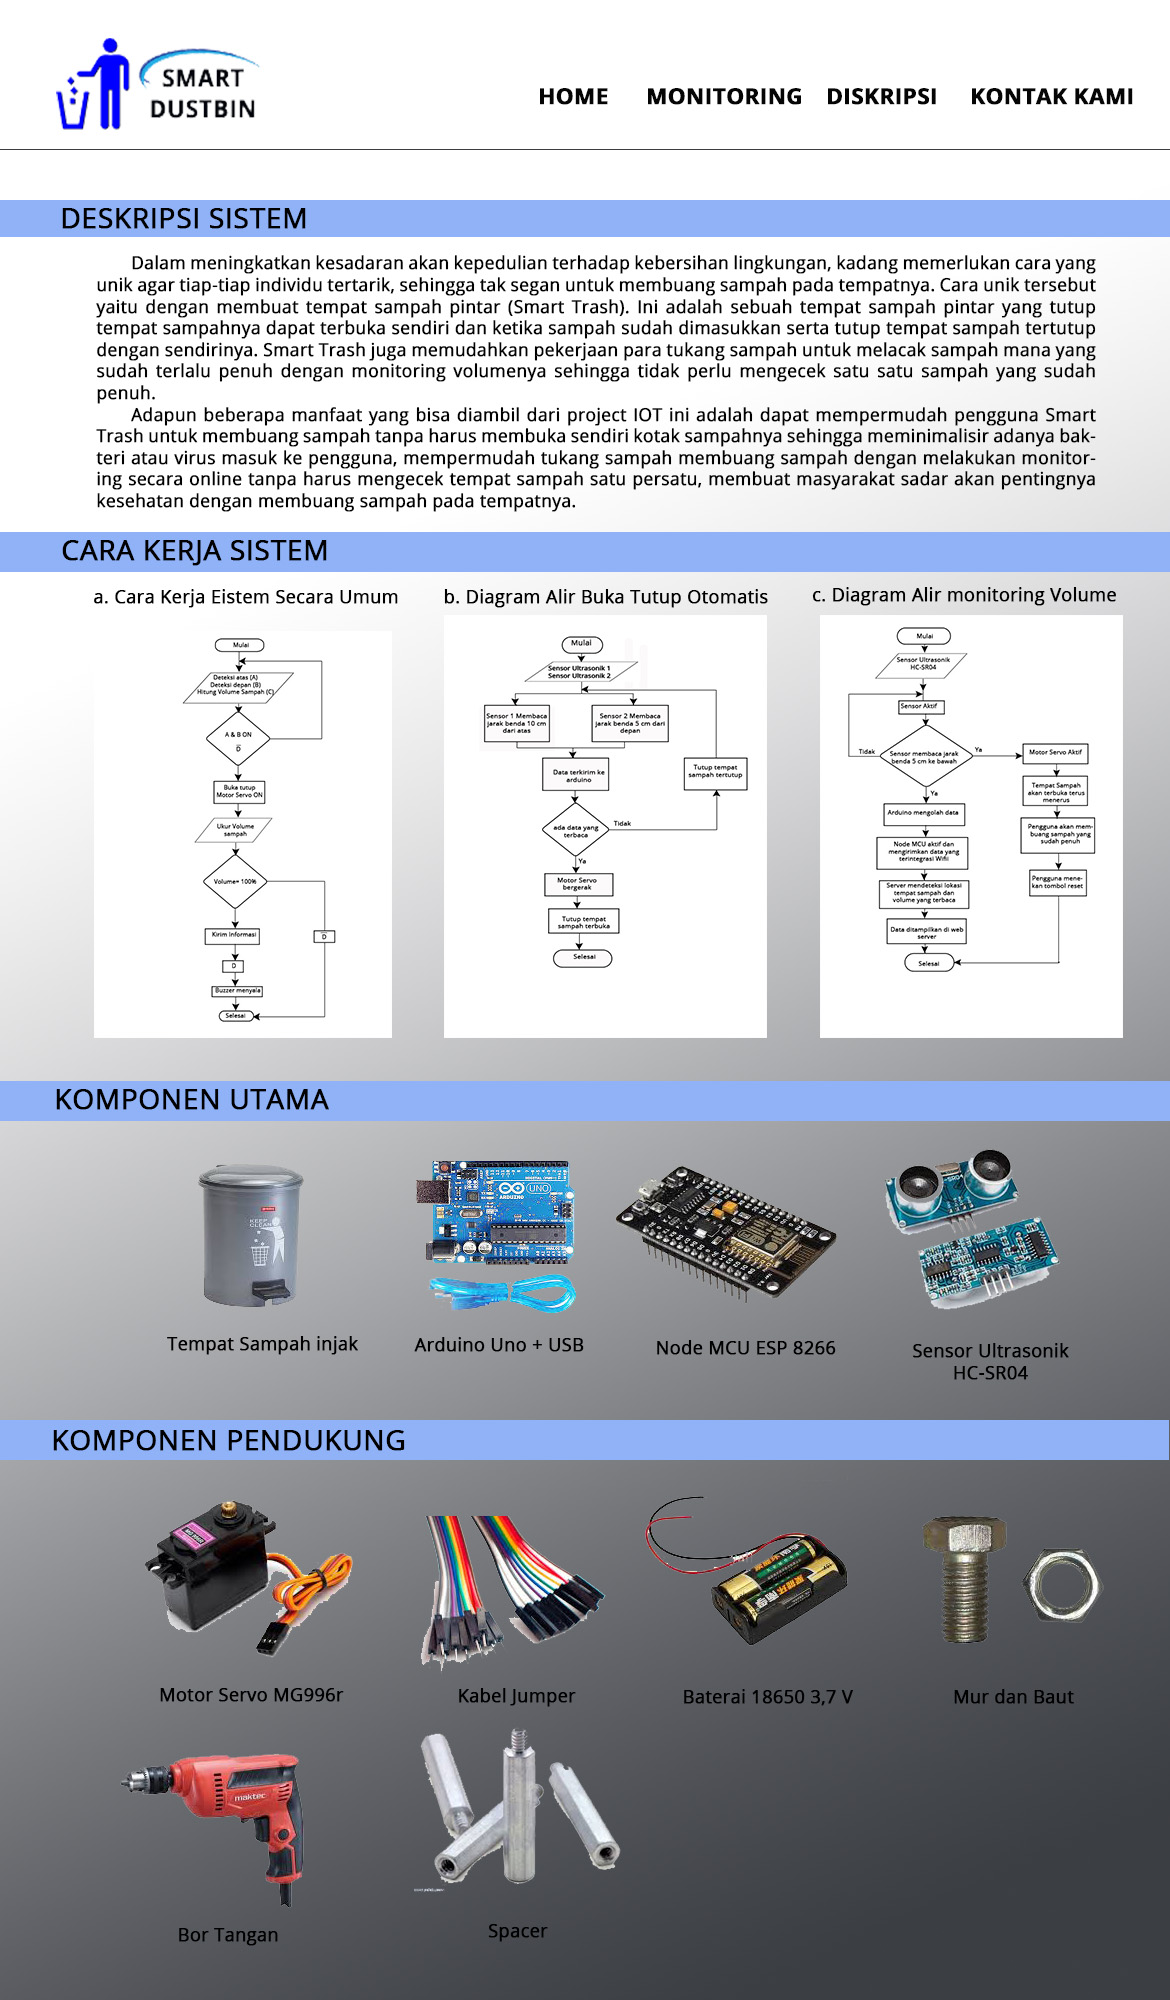 SMART
DUSTBIN
HOME MONITORING DISKRIPSI KONTAK KAMI
DESKRIPSI SISTEM
Dalam meningkatkan kesadaran akan kepedulian terhadap kebersihan lingkungan, kadang memerlukan cara yang
unik agar tiap-tiap individu tertarik, sehingga tak segan untuk membuang sampah pada tempatnya. Cara unik tersebut
yaitu dengan membuat tempat sampah pintar (Smart Trash). Ini adalah sebuah tempat sampah pintar yang tutup
tempat sampahnya dapat terbuka sendiri dan ketika sampah sudah dimasukkan serta tutup tempat sampah tertutup
dengan sendirinya. Smart Trash juga memudahkan pekerjaan para tukang sampah untuk melacak sampah mana yang
sudah terlalu penuh dengan monitoring volumenya sehingga tidak perlu mengecek satu satu sampah yang sudah
penuh.
Adapun beberapa manfaat yang bisa diambil dari project IOT ini adalah dapat mempermudah pengguna Smart
Trash untuk membuang sampah tanpa harus membuka sendiri kotak sampahnya sehingga meminimalisir adanya bak-
teri atau virus masuk ke pengguna, mempermudah tukang sampah membuang sampah dengan melakukan monitor-
ing secara online tanpa harus mengecek tempat sampah satu persatu, membuat masyarakat sadar akan pentingnya
kesehatan dengan membuang sampah pada tempatnya.
CARA KERJA SISTEM
a. Cara Kerja Eistem Secara Umum
Mulai
Deteksi atas (A)
Deteksi depan (B)
Hitung Volume Sampah (C)
A & B ON
D
Buka tutup
Motor Servo ON
Ukur Volume
sampah
Volume= 100%
Kirim Informasi
D
D
Buzzer menyala
Selesai
b. Diagram Alir Buka Tutup Otomatis
Mulai
Sensor Ultrasonik 1
Sensor Ultrasonik 2
Sensor 1 Membaca
jarak benda 10 cm
dari atas
Sensor 2 Membaca
jarak benda 5 cm dari
depan
Data terkirim ke
arduino
Tutup tempat
sampah tertutup
ada data yang
terbaca
Tidak
Ya
Motor Servo
bergerak
Tutup tempat
sampah terbuka
Selesai
c. Diagram Alir monitoring Volume
Mulai
Sensor Ultrasonik
HC-SR04
Sensor Aktif
Tidak
Sensor membaca jarak
benda 5 cm ke bawah
Ya
Motor Servo Aktif
Ya
Tempat Sampah
akan terbuka terus
menerus
Arduino mengolah data
Pengguna akan mem-
buang sampah yang
sudah penuh
Node MCU aktif dan
mengirimkan data yang
terintegrasi Wifii
Pengguna mene-
kan tombol reset
Server mendeteksi lokasi
tempat sampah dan
volume yang terbaca
Data ditampilkan di web
server
Selesai
KOMPONEN UTAMA
KEEP
CLEAN
UNO
ARDUINO
Tempat Sampah injak
Arduino Uno + USB
Node MCU ESP 8266
Sensor Ultrasonik
HC-SR04
KOMPONEN PENDUKUNG
Motor Servo MG996r
Kabel Jumper
Baterai 18650 3,7 V
Mur dan Baut
maktec
Bor Tangan
Spacer